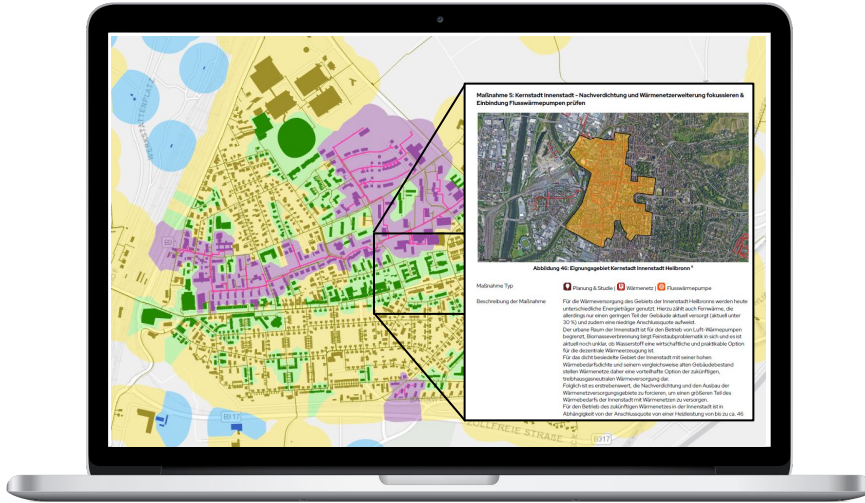 WERKSTATTENPLATZ
B3
B317
ZOLLFREIE STRAßE
B317
Maßnahme 5: Kernstadt Innenstadt – Nachverdichtung und Wärmenetzerweiterung fokussieren &
Einbindung Flusswärmepumpen prüfen
Abbildung 46: Eignungsgebiet Kernstadt Innenstadt Heilbronn
Maßnahme Typ
Planung & Studie | Wärmenetz | Flusswärmepumpe
Beschreibung der Maßnahme
Für die Wärmeversorgung des Gebiets der Innenstadt Heilbronns werden heute
unterschiedliche Energieträger genutzt. Hierzu zählt auch Fernwärme, die
allerdings nur einen geringen Teil der Gebäude aktuell versorgt (aktuell unter
20 %) und zudem eine niedrige Anschlussquote aufweist.
Der urbane Raum der Innenstadt ist für den Betrieb von Luft-Wärmepumpen
begrenzt, Biomasseverbrennung birgt Feinstaubproblematik in sich und es ist
aktuell noch unklar, ob Wasserstoff eine wirtschaftliche und praktikable Option
für die dezentrale Wärmeerzeugung ist.
Für das dicht besiedelte Gebiet der Innenstadt mit seiner hohen
Wärmebedarfsdichte und seinem vergleichsweise alten Gebäudebestand
stellen Wärmenetze daher eine vorteilhafte Option der zukünftigen,
treibhausgasneutralen Wärmeversorgung dar.
Folglich ist es erstrebenswert, die Nachverdichtung und den Ausbau der
Wärmenetzversorgungsgebiete zu forcieren, um einen größeren Teil des
Wärmebedarfs der Innenstadt mit Wärmenetzen zu versorgen.
Für den Betrieb des zukünftigen Wärmenetzes in der Innenstadt ist in
Abhängigkeit von der Anschlussquote von einer Heizleistung von bis zu ca. 46